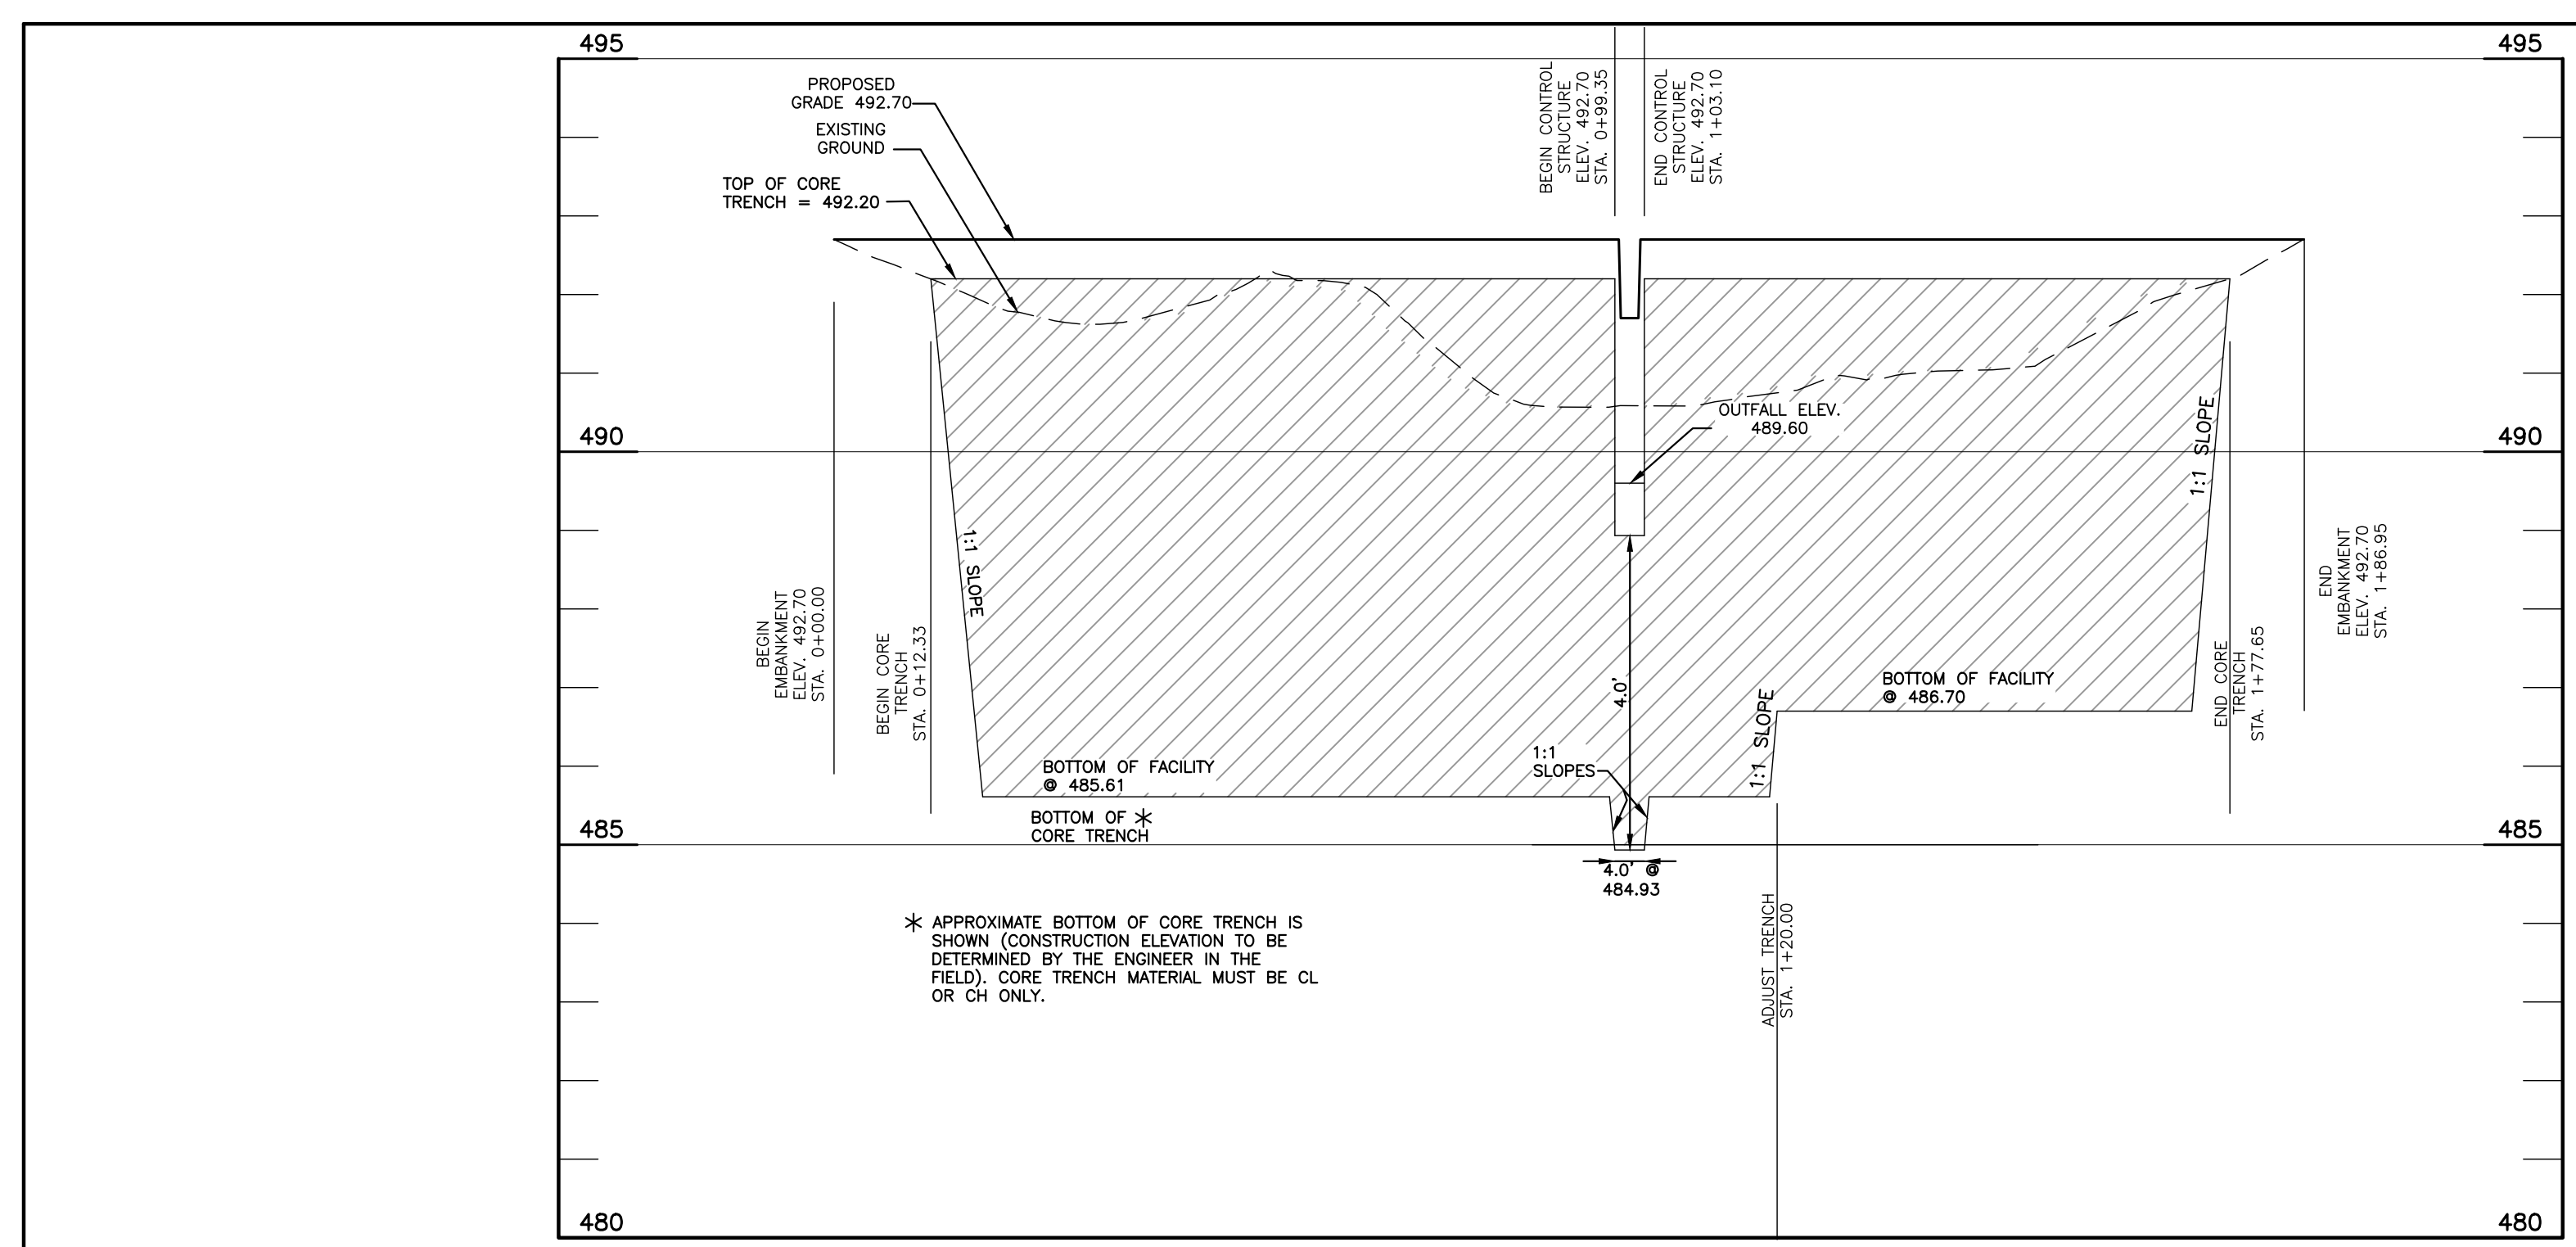 495
495
PROPOSED
GRADE 492.70
EXISTING
GROUND
TOP OF CORE
TRENCH = 492.20
BEGIN CONTROL
STRUCTURE
ELEV. 492.70
STA. 0+99.35
END CONTROL
STRUCTURE
ELEV. 492.70
STA. 1+03.10
490
490
OUTFALL ELEV.
489.60
1:1 SLOPE
1:1 SLOPE
BEGIN
EMBANKMENT
ELEV. 492.70
STA. 0+00.00
BEGIN CORE
TRENCH
STA. 0+12.33
4.0'
1:1
SLOPES
1:1 SLOPE
BOTTOM OF FACILITY
@ 486.70
END CORE
TRENCH
STA. 1+77.65
END
EMBANKMENT
ELEV. 492.70
STA. 1+86.95
BOTTOM OF FACILITY
@ 485.61
BOTTOM OF *
CORE TRENCH
485
485
4.0' @
484.93
* APPROXIMATE BOTTOM OF CORE TRENCH IS
SHOWN (CONSTRUCTION ELEVATION TO BE
DETERMINED BY THE ENGINEER IN THE
FIELD). CORE TRENCH MATERIAL MUST BE CL
OR CH ONLY.
ADJUST TRENCH
STA. 1+20.00
480
480